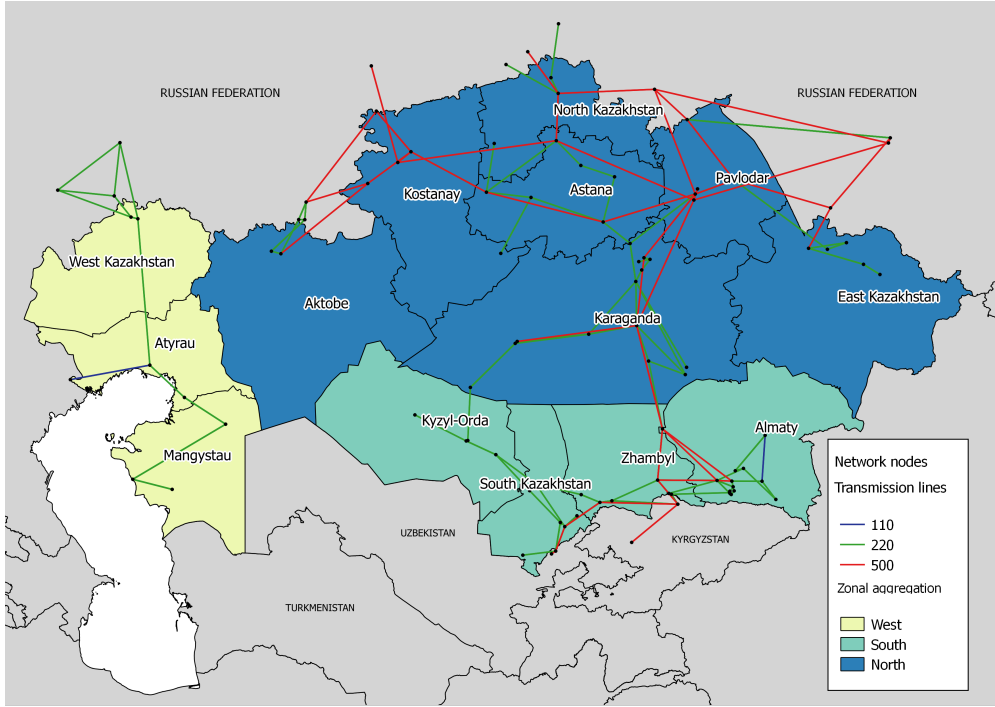 RUSSIAN FEDERATION
RUSSIAN FEDERATION
North Kazakhstan
Pavlodar
Kostanay
Astana
West Kazakhstan
East Kazakhstan
Aktobe
Karaganda
Atyrau
Kyzyl-Orda
Almaty
Mangystau
Zhambyl
South Kazakhstan
UZBEKISTAN
KYRGYZSTAN
TURKMENISTAN
Network nodes
Transmission lines
110
220
500
Zonal aggregation
West
South
North